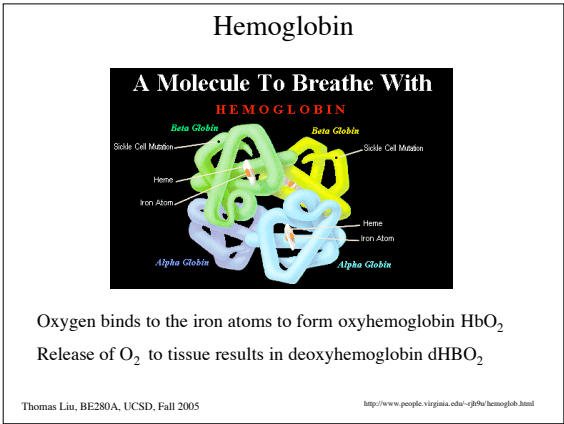 Hemoglobin
A Molecule To Breathe With
HEMOGLOBIN
Beta Globin
Beta Globin
Sickle Cell Mutation
Sickle Cell Mutation
Heme
Iron Atom
Heme
Iron Atom
Alpha Globin
Alpha Globin
Oxygen binds to the iron atoms to form oxyhemoglobin HbO₂
Release of O₂ to tissue results in deoxyhemoglobin dHBO₂
Thomas Liu, BE280A, UCSD, Fall 2005
http://www.people.virginia.edu/~rjh9u/hemoglob.html